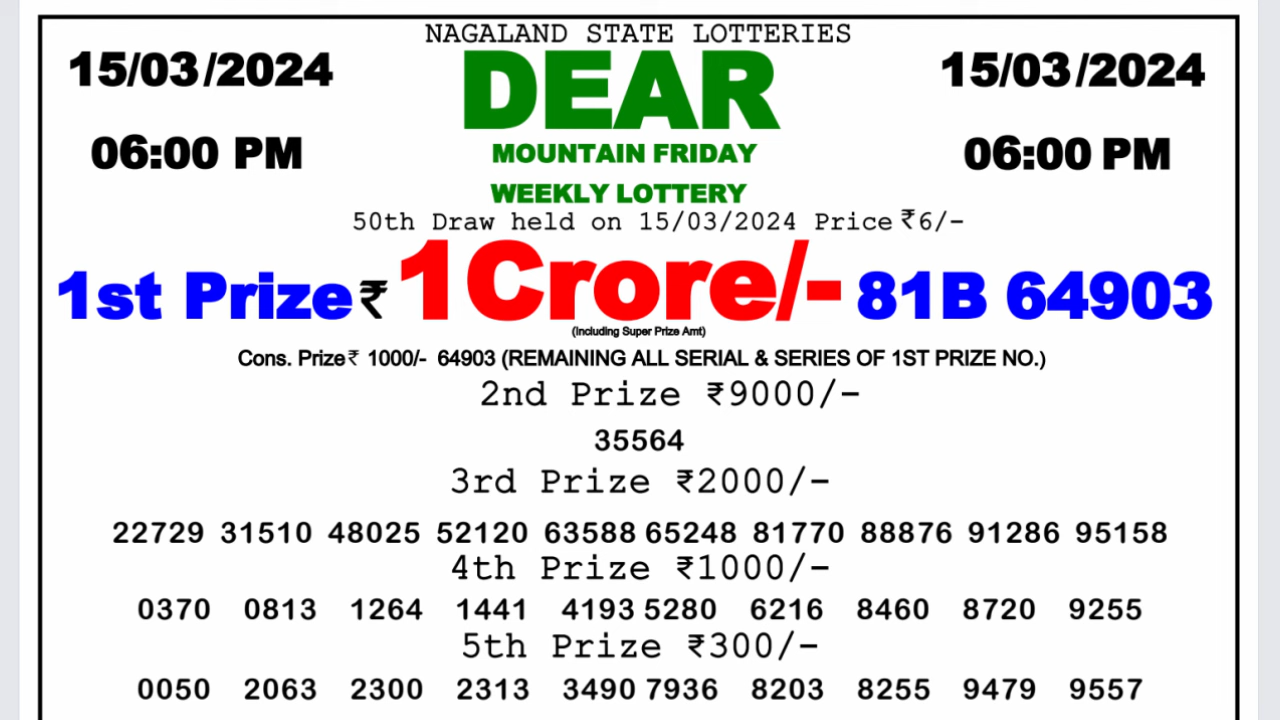 NAGALAND STATE LOTTERIES
15/03/2024 DEAR 15/03/2024
06:00 PM MOUNTAIN FRIDAY 06:00 PM
WEEKLY LOTTERY
50th Draw held on 15/03/2024 Price ₹6/-
1st Prize ₹ 1Crore/- 81B 64903
(Including Super Prize Amt)
Cons. Prize ₹ 1000/- 64903 (REMAINING ALL SERIAL & SERIES OF 1ST PRIZE NO.)
2nd Prize ₹9000/-
35564
3rd Prize ₹2000/-
22729 31510 48025 52120 63588 65248 81770 88876 91286 95158
4th Prize ₹1000/-
0370 0813 1264 1441 4193 5280 6216 8460 8720 9255
5th Prize ₹300/-
0050 2063 2300 2313 3490 7936 8203 8255 9479 9557